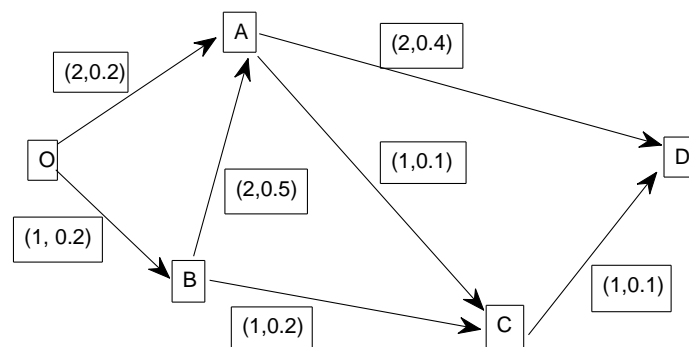 A
(2,0.4)
(2,0.2)
O
(1,0.1)
D
(2,0.5)
(1, 0.2)
B
(1,0.1)
(1,0.2)
C